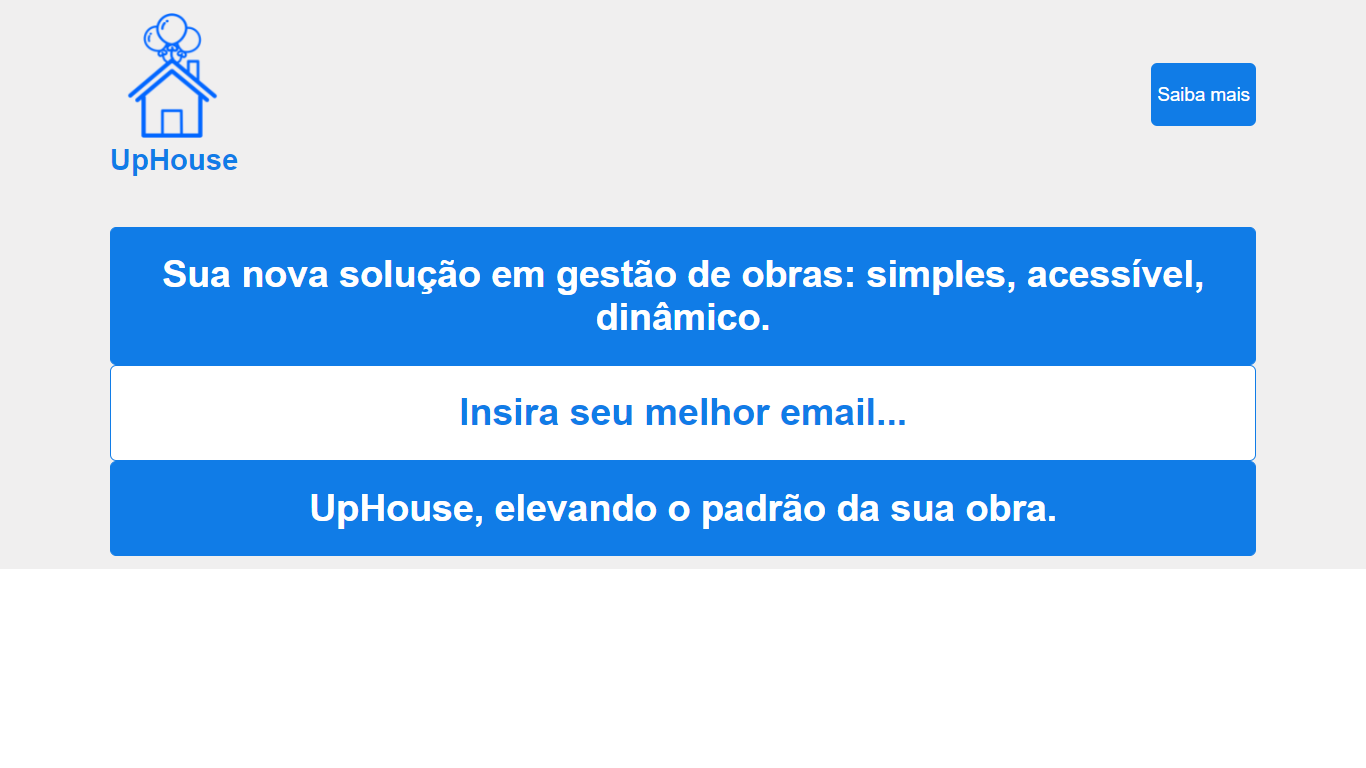 UpHouse
Saiba mais
Sua nova solução em gestão de obras: simples, acessível,
dinâmico.
Insira seu melhor email...
UpHouse, elevando o padrão da sua obra.